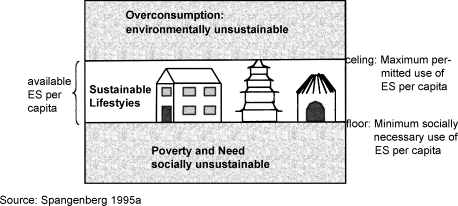 Overconsumption:
environmentally unsustainable
available
ES per
capita
Sustainable
Lifestyies
celing: Maximum per-
mitted use of
ES per capita
floor: Minimum socially
necessary use of
ES per capita
Poverty and Need
socially unsustainable
Source: Spangenberg 1995a